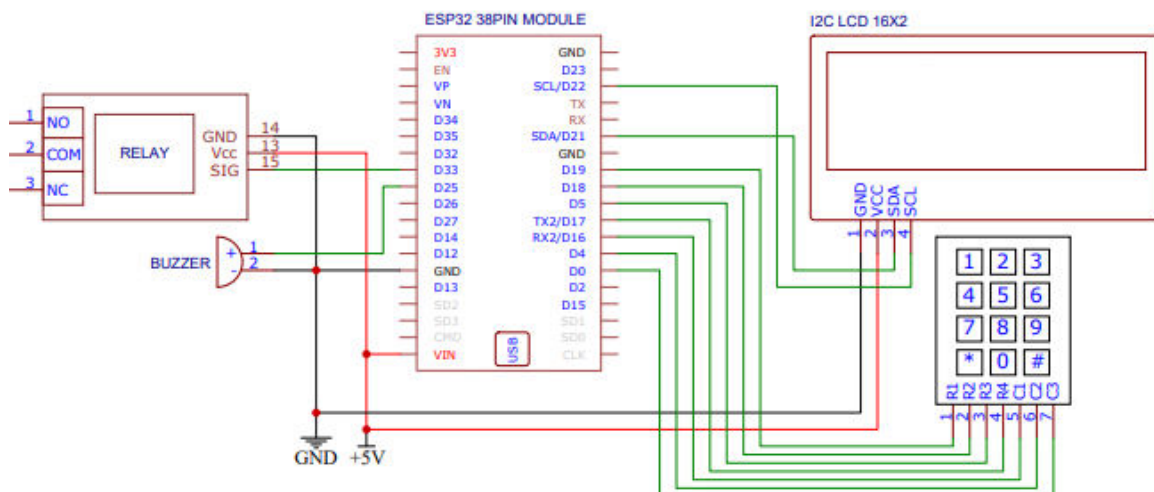 ESP32 38PIN MODULE
I2C LCD 16X2
3V3 GND
EN D23
VP SCL/D22
VN TX
D34 RX
D35 SDA/D21
D32 GND
D33 D19
D25 D18
D26 D5
D27 TX2/D17
D14 RX2/D16
D12 D4
GND D0
D13 D2
SD2 D15
SD3 SD1
CMD SD0
VIN CLK
USB
1 NO
2 COM
3 NC
RELAY
GND 14
Vcc 13
SIG 15
BUZZER
+ 1
- 2
GND +5V
GND VCC SDA SCL
1 2 3 4
1 2 3
4 5 6
7 8 9
* 0 #
R1 R2 R3 R4 C1 C2 C3
1 2 3 4 5 6 7